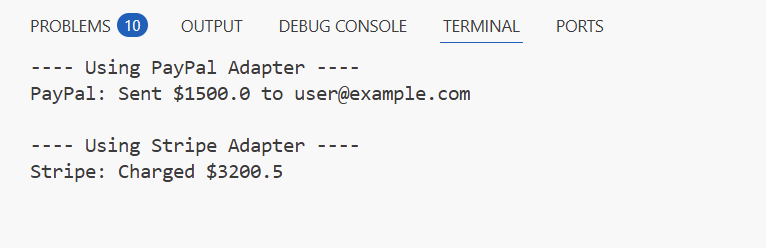 PROBLEMS 10 OUTPUT DEBUG CONSOLE TERMINAL PORTS
---- Using PayPal Adapter ----
PayPal: Sent $1500.0 to user@example.com
---- Using Stripe Adapter ----
Stripe: Charged $3200.5